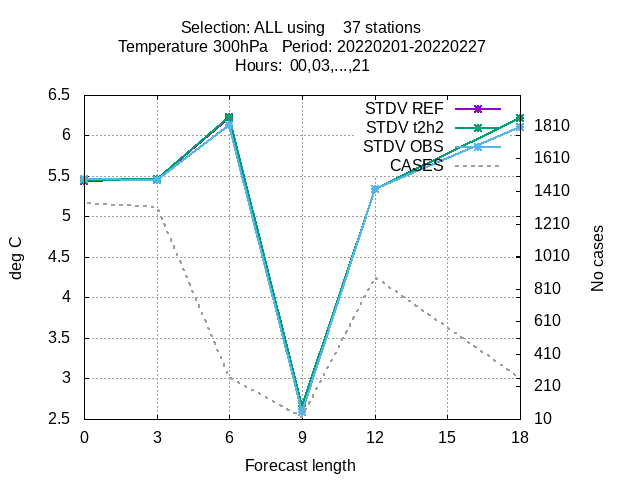 Selection: ALL using    37 stations
Temperature 300hPa   Period: 20220201-20220227
Hours: 00,03,...,21
6.5
6
5.5
5
4.5
4
3.5
3
2.5
deg C
STDV REF
STDV t2h2
STDV OBS
CASES
1810
1610
1410
1210
1010
810
610
410
210
10
No cases
0 3 6 9 12 15 18
Forecast length